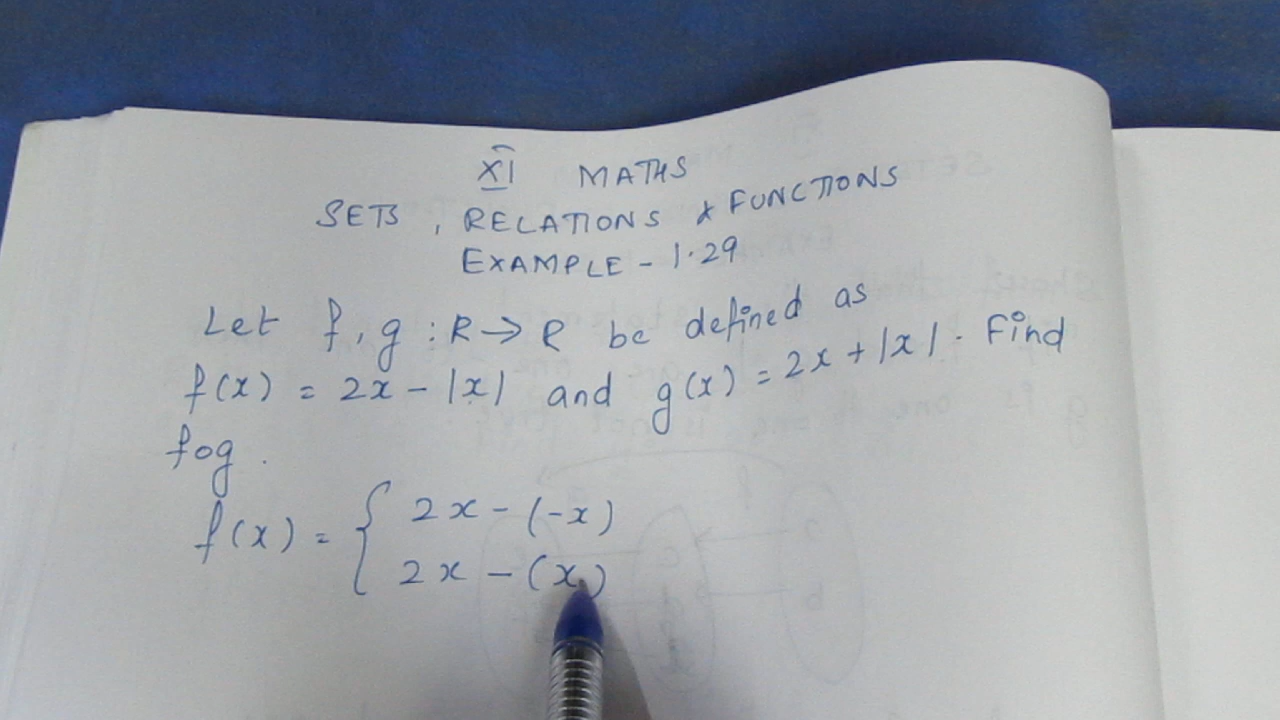 XI MATHS
SETS, RELATIONS & FUNCTIONS
EXAMPLE - 1.29
Let f, g : R → R be defined as
f(x) = 2x - |x| and g(x) = 2x + |x|. Find
fog.
f(x) = { 2x - (-x)
2x - (x)